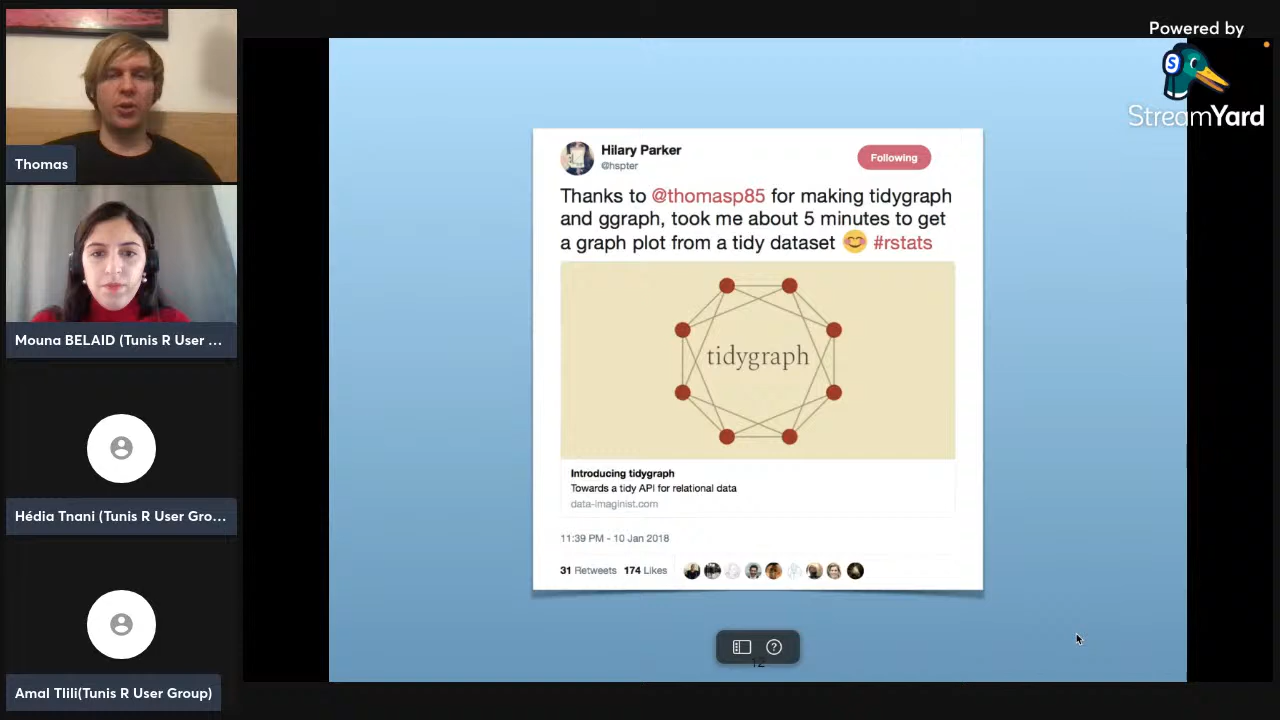 Thomas
Mouna BELAID (Tunis R User ...
Hédia Tnani (Tunis R User Gro...
Amal Tlili(Tunis R User Group)
Powered by
S
StreamYard
Hilary Parker
@hspter
Following
Thanks to @thomasp85 for making tidygraph
and ggraph, took me about 5 minutes to get
a graph plot from a tidy dataset 😊 #rstats
tidygraph
Introducing tidygraph
Towards a tidy API for relational data
data-imaginist.com
11:39 PM - 10 Jan 2018
31 Retweets 174 Likes
?
12